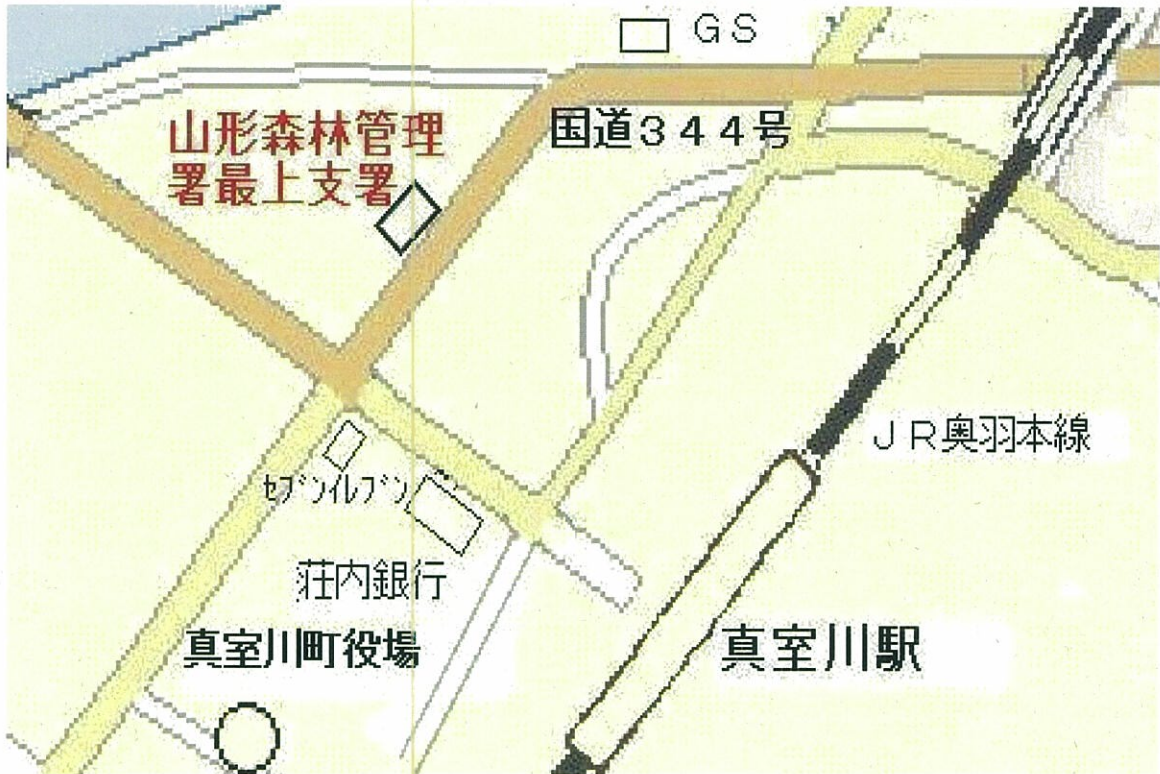 ＧＳ
国道３４４号
山形森林管理
署最上支署
ＪＲ奥羽本線
ｾﾌﾞﾝｲﾚﾌﾞﾝ
荘内銀行
真室川町役場
真室川駅